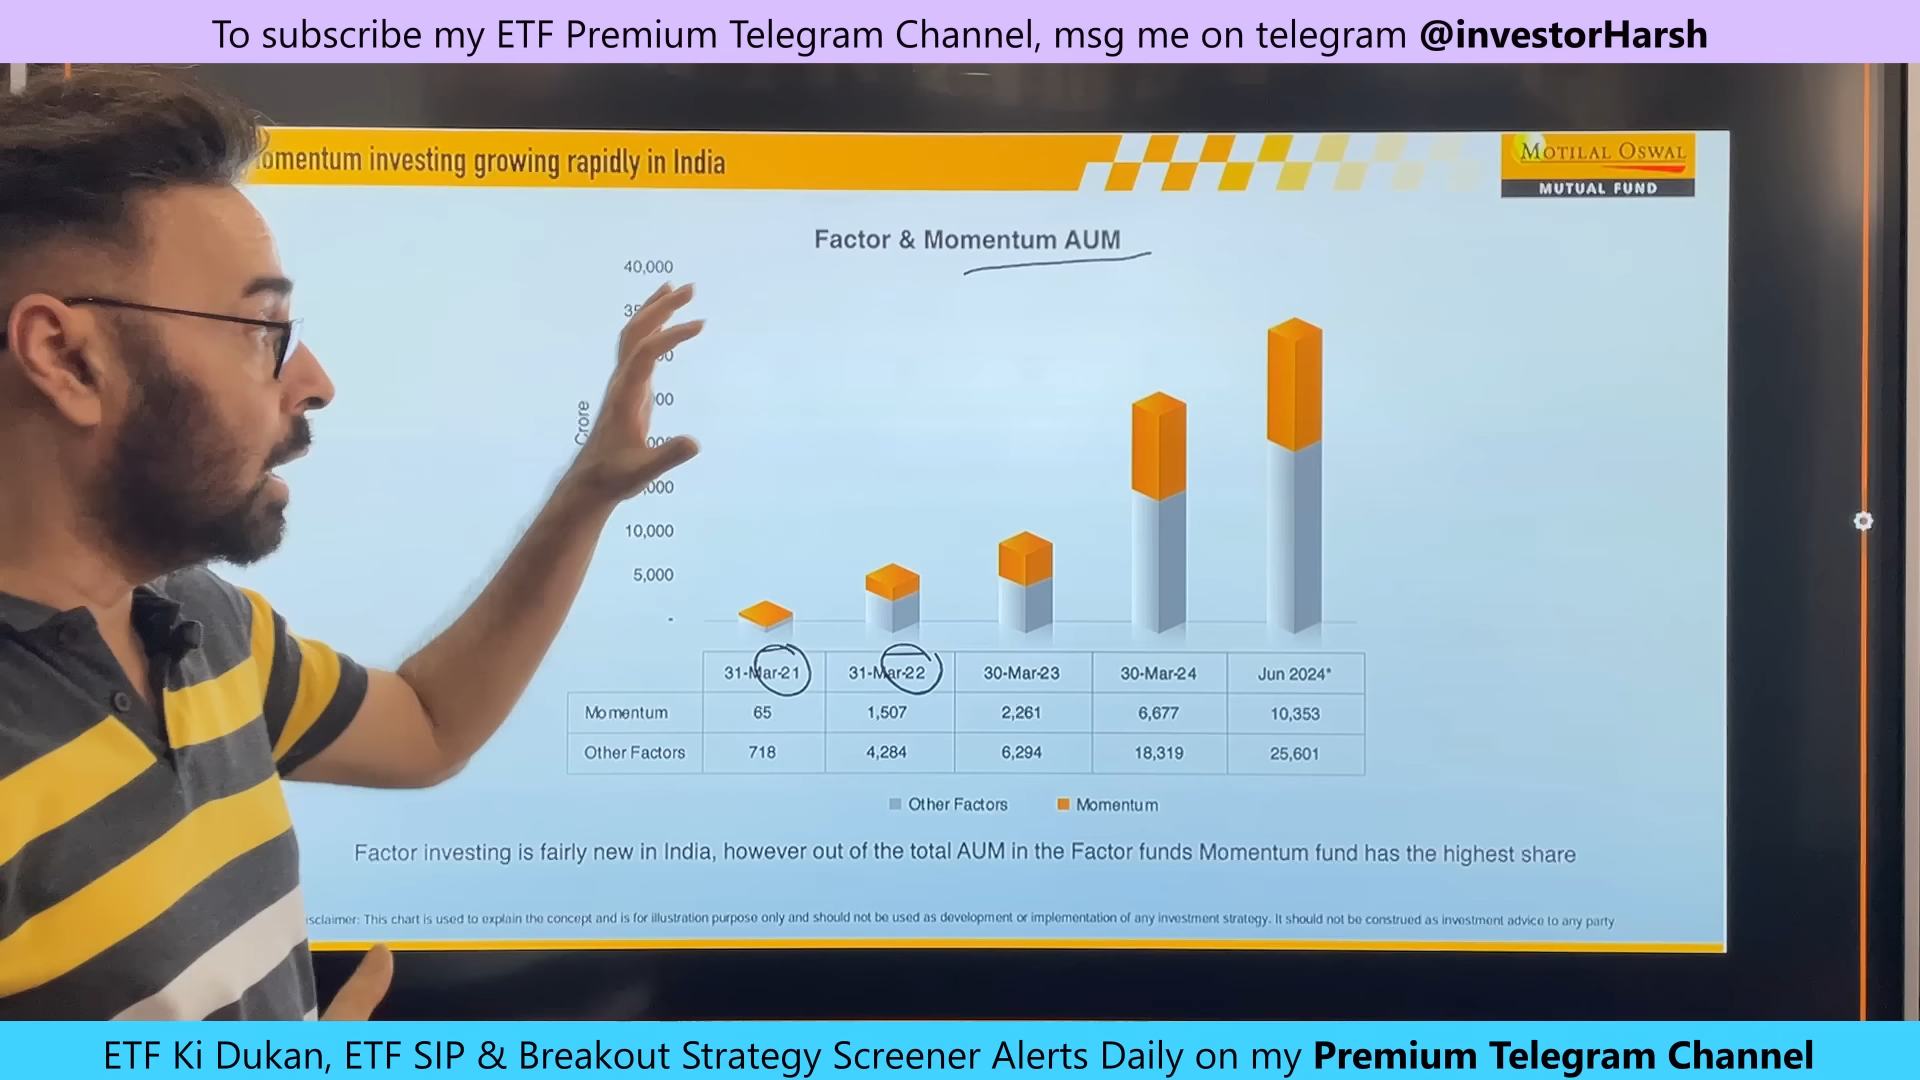 To subscribe my ETF Premium Telegram Channel, msg me on telegram @investorHarsh
omentum investing growing rapidly in India
MOTILAL OSWAL
MUTUAL FUND
Factor & Momentum AUM
40,000
10,000
5,000
-
Crore
31-Mar-21 31-Mar-22 30-Mar-23 30-Mar-24 Jun 2024*
Momentum 65 1,507 2,261 6,677 10,353
Other Factors 718 4,284 6,294 18,319 25,601
Other Factors Momentum
Factor investing is fairly new in India, however out of the total AUM in the Factor funds Momentum fund has the highest share
isclaimer: This chart is used to explain the concept and is for illustration purpose only and should not be used as development or implementation of any investment strategy. It should not be construed as investment advice to any party
ETF Ki Dukan, ETF SIP & Breakout Strategy Screener Alerts Daily on my Premium Telegram Channel